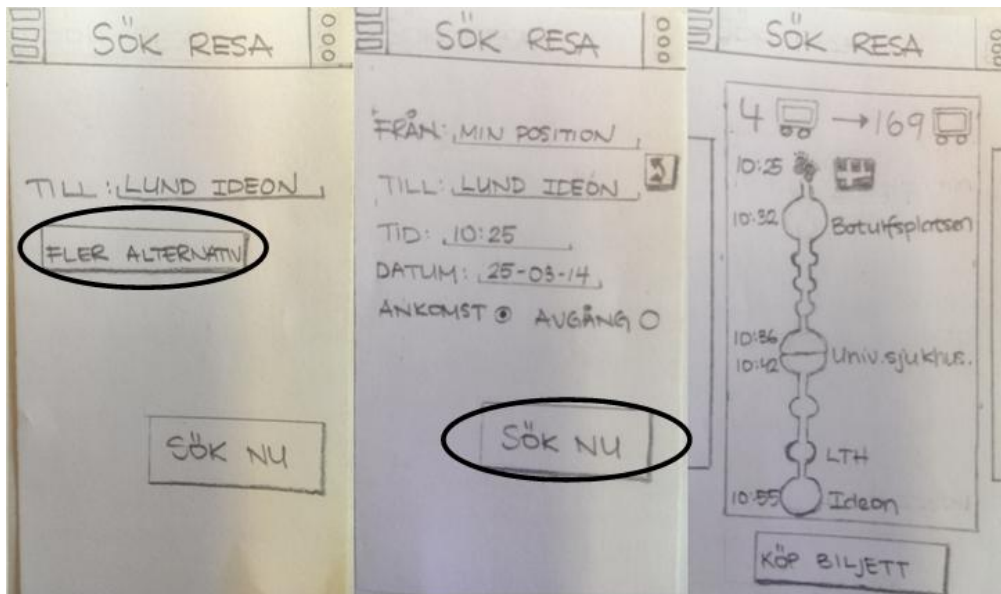 SÖK RESA
TILL: LUND IDEON
FLER ALTERNATIV
SÖK NU
SÖK RESA
FRÅN: MIN POSITION
TILL: LUND IDEON
TID: 10:25
DATUM: 25-03-14
ANKOMST AVGÅNG
SÖK NU
SÖK RESA
4 → 169
10:25
10:32 Botulfsplatsen
10:36
10:42 Univ.sjukhus.
LTH
10:55 Ideon
KÖP BILJETT